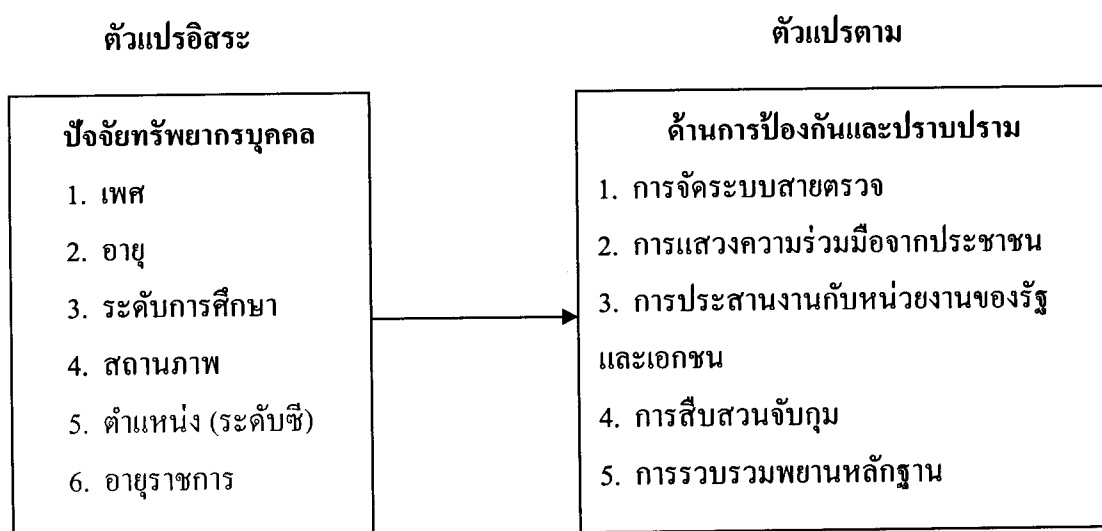 ตัวแปรอิสระ
ตัวแปรตาม
ปัจจัยทรัพยากรบุคคล
1. เพศ
2. อายุ
3. ระดับการศึกษา
4. สถานภาพ
5. ตำแหน่ง (ระดับซี)
6. อายุราชการ
ด้านการป้องกันและปราบปราม
1. การจัดระบบสายตรวจ
2. การแสวงความร่วมมือจากประชาชน
3. การประสานงานกับหน่วยงานของรัฐ
และเอกชน
4. การสืบสวนจับกุม
5. การรวบรวมพยานหลักฐาน